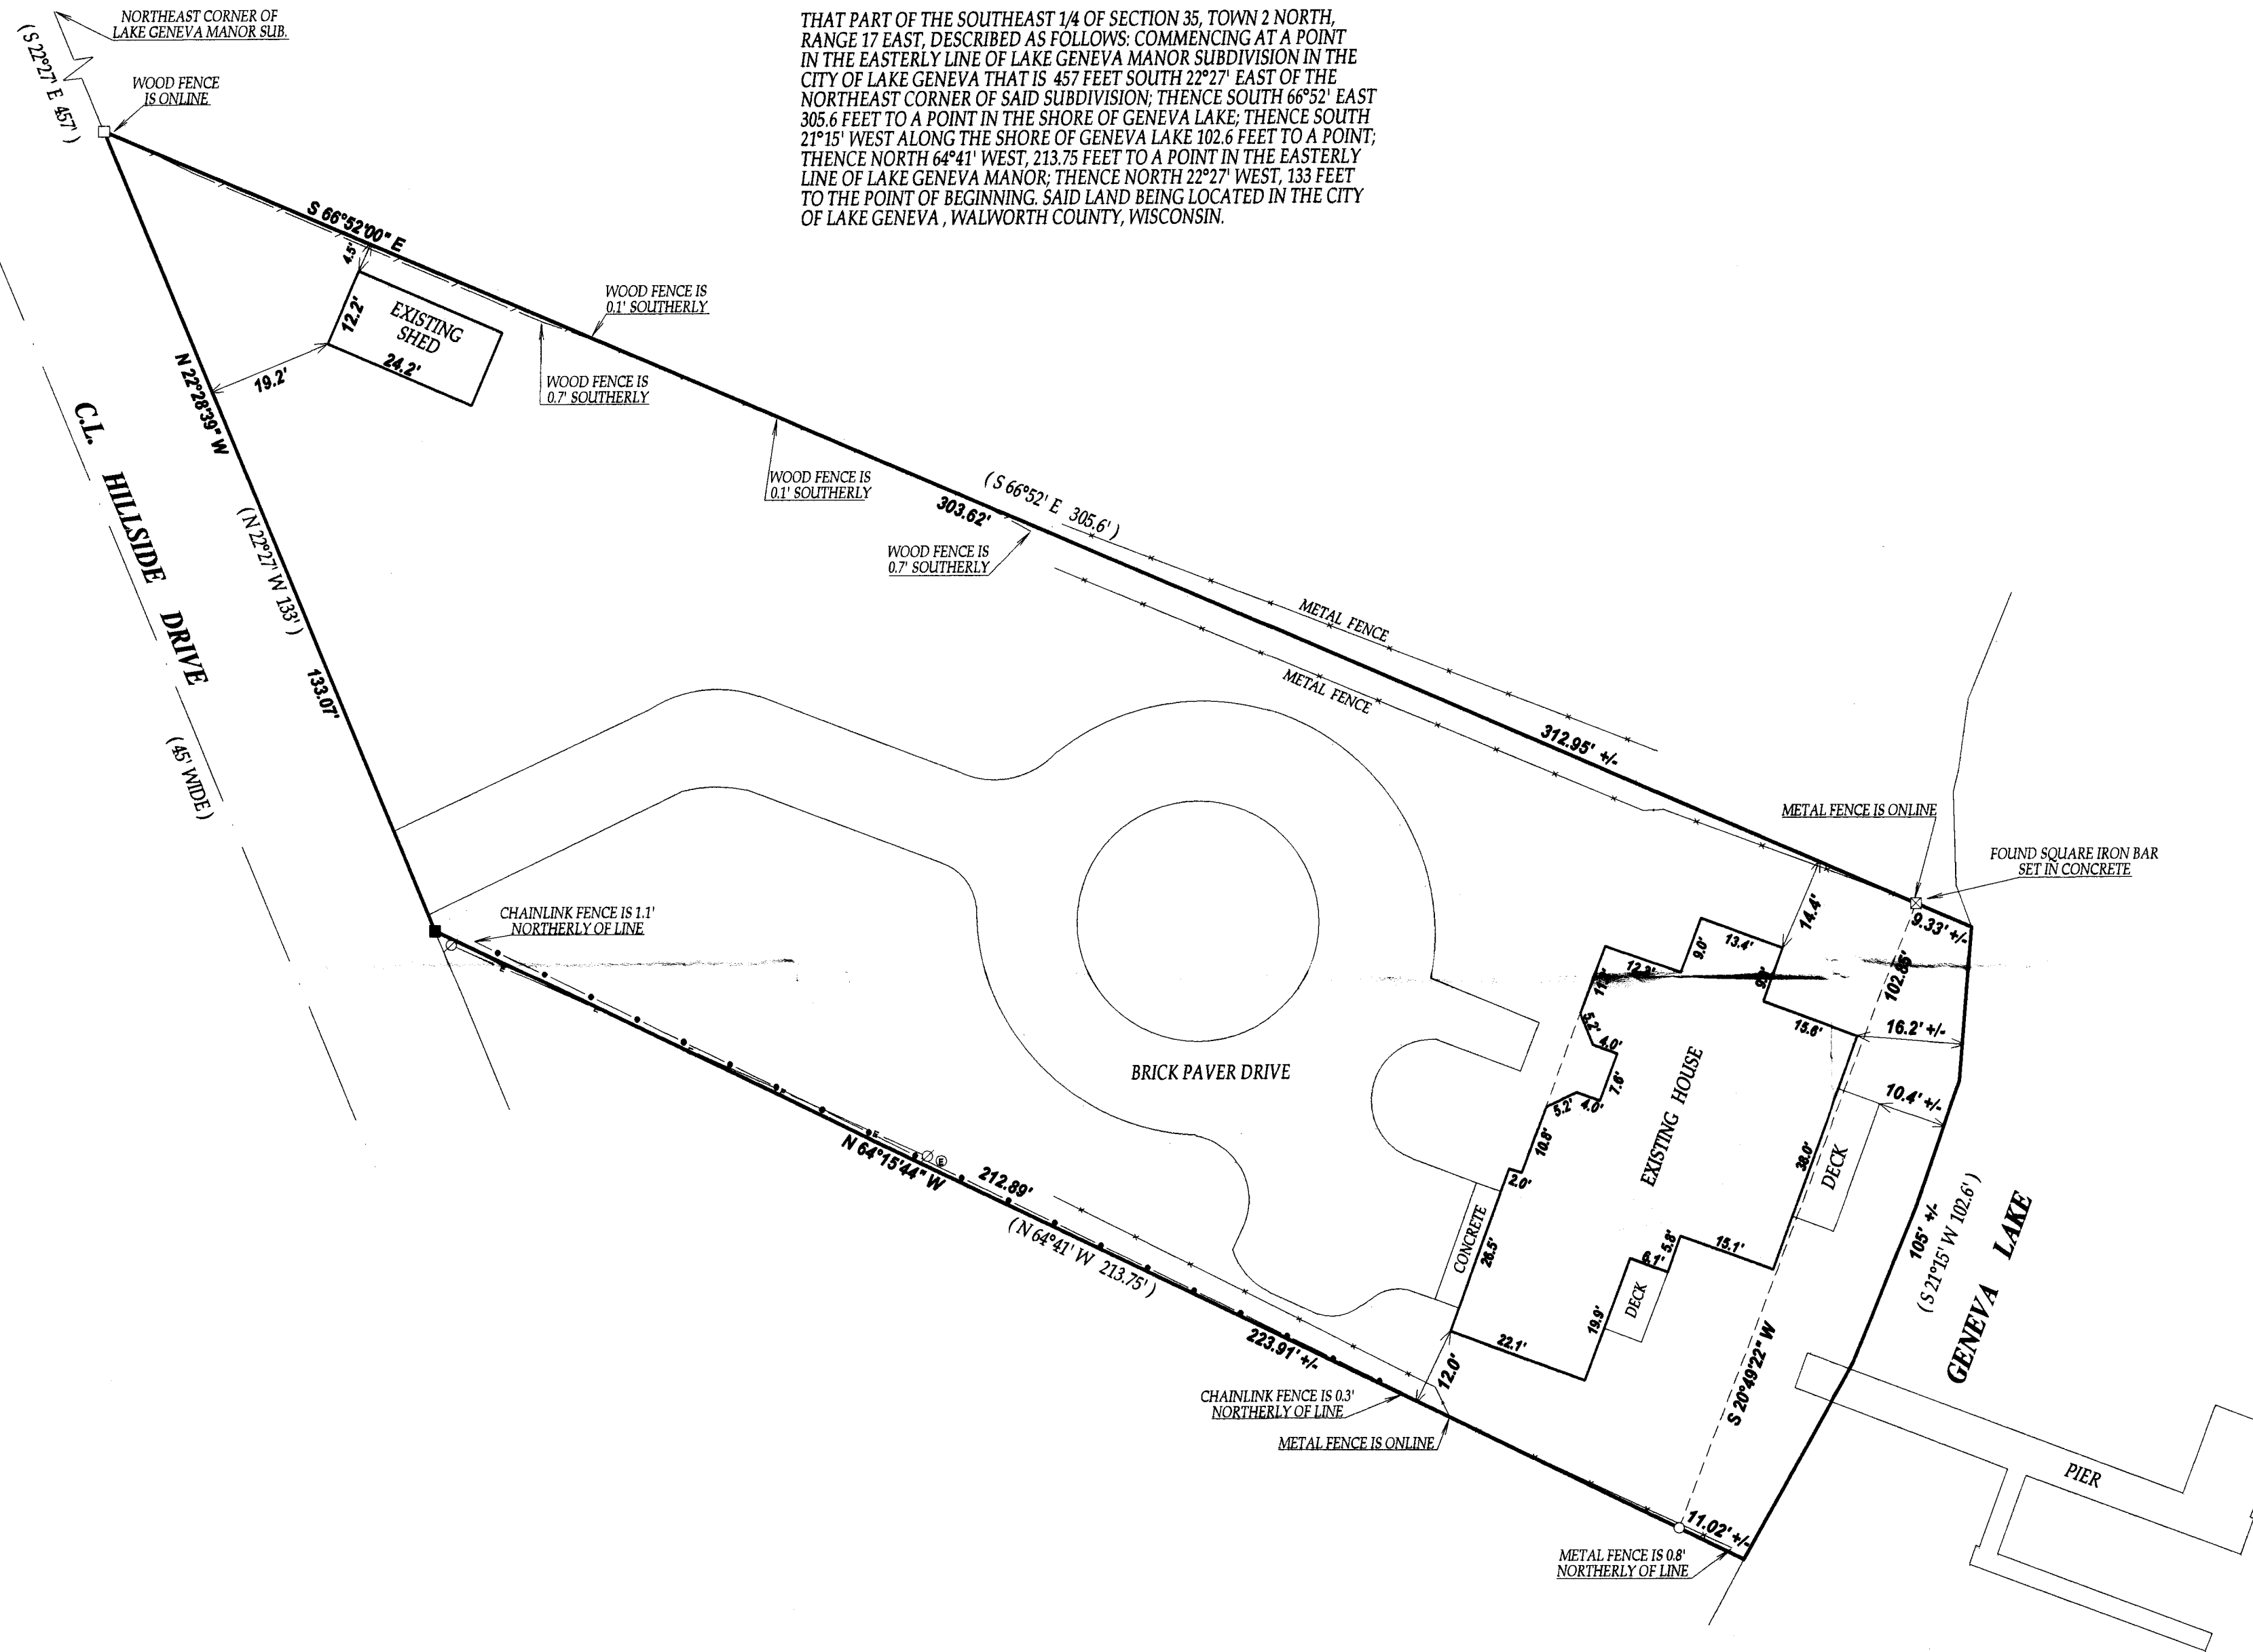 NORTHEAST CORNER OF
LAKE GENEVA MANOR SUB.
(S 22°27' E 457')
WOOD FENCE
IS ONLINE
THAT PART OF THE SOUTHEAST 1/4 OF SECTION 35, TOWN 2 NORTH,
RANGE 17 EAST, DESCRIBED AS FOLLOWS: COMMENCING AT A POINT
IN THE EASTERLY LINE OF LAKE GENEVA MANOR SUBDIVISION IN THE
CITY OF LAKE GENEVA THAT IS 457 FEET SOUTH 22°27' EAST OF THE
NORTHEAST CORNER OF SAID SUBDIVISION; THENCE SOUTH 66°52' EAST
305.6 FEET TO A POINT IN THE SHORE OF GENEVA LAKE; THENCE SOUTH
21°15' WEST ALONG THE SHORE OF GENEVA LAKE 102.6 FEET TO A POINT;
THENCE NORTH 64°41' WEST, 213.75 FEET TO A POINT IN THE EASTERLY
LINE OF LAKE GENEVA MANOR; THENCE NORTH 22°27' WEST, 133 FEET
TO THE POINT OF BEGINNING. SAID LAND BEING LOCATED IN THE CITY
OF LAKE GENEVA , WALWORTH COUNTY, WISCONSIN.
S 66°52'00" E
4.5'
12.2'
EXISTING
SHED
24.2'
19.2'
WOOD FENCE IS
0.1' SOUTHERLY
WOOD FENCE IS
0.7' SOUTHERLY
WOOD FENCE IS
0.1' SOUTHERLY
303.62'
(S 66°52' E 305.6')
WOOD FENCE IS
0.7' SOUTHERLY
N 22°28'39" W
(N 22°27' W 133')
133.07'
C.L. HILLSIDE DRIVE
(45' WIDE)
METAL FENCE
METAL FENCE
312.95' +/-
METAL FENCE IS ONLINE
FOUND SQUARE IRON BAR
SET IN CONCRETE
9.33' +/-
14.4'
102.85'
16.2' +/-
10.4' +/-
CHAINLINK FENCE IS 1.1'
NORTHERLY OF LINE
E
E
E
E
E
E
N 64°15'44" W
212.89'
(N 64°41' W 213.75')
223.91' +/-
BRICK PAVER DRIVE
13.4'
9.0'
15.6'
5.2'
4.0'
7.6'
4.0'
5.2'
10.8'
2.0'
26.5'
CONCRETE
EXISTING HOUSE
38.0'
DECK
15.1'
5.8'
6.1'
DECK
19.9'
22.1'
12.0'
CHAINLINK FENCE IS 0.3'
NORTHERLY OF LINE
METAL FENCE IS ONLINE
S 20°49'22" W
105' +/-
(S 21°15' W 102.6')
GENEVA LAKE
PIER
11.02' +/-
METAL FENCE IS 0.8'
NORTHERLY OF LINE